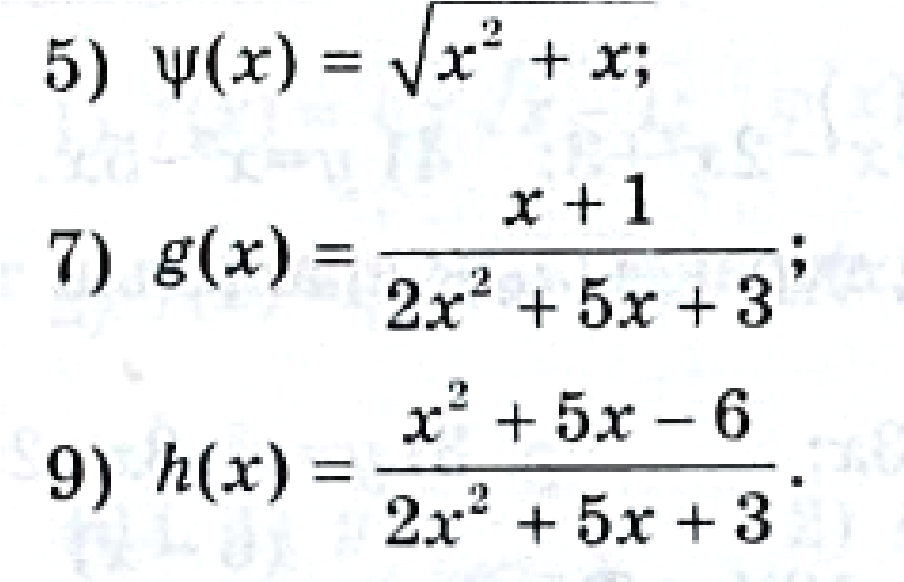 5) ψ(x) = √(x² + x);
7) g(x) = (x + 1)/(2x² + 5x + 3);
9) h(x) = (x² + 5x − 6)/(2x² + 5x + 3).